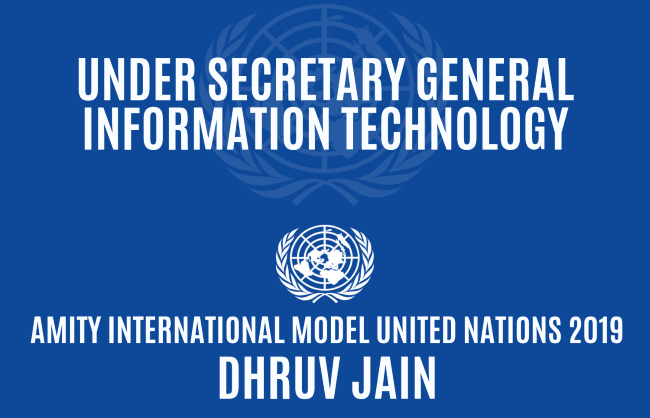 UNDER SECRETARY GENERAL
INFORMATION TECHNOLOGY
AMITY INTERNATIONAL MODEL UNITED NATIONS 2019
DHRUV JAIN